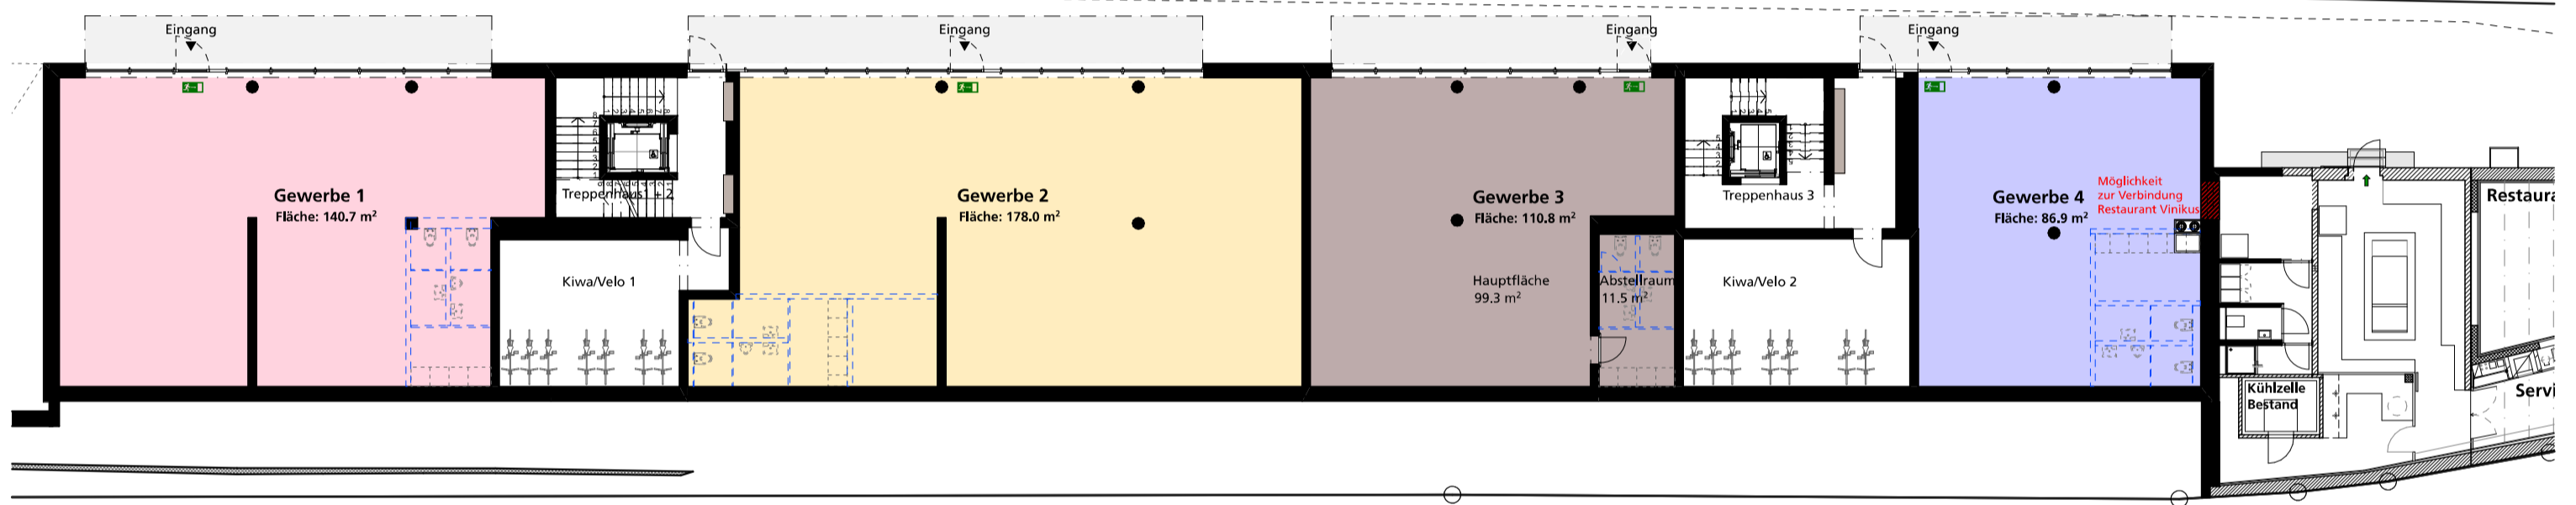 Eingang
Eingang
Eingang
Eingang
Gewerbe 1
Fläche: 140.7 m²
Treppenhaus 1 + 2
Kiwa/Velo 1
Gewerbe 2
Fläche: 178.0 m²
Gewerbe 3
Fläche: 110.8 m²
Hauptfläche
99.3 m²
Abstellraum
11.5 m²
Treppenhaus 3
Kiwa/Velo 2
Gewerbe 4
Fläche: 86.9 m²
Möglichkeit
zur Verbindung
Restaurant Vinikus
Restaura
Kühlzelle
Bestand
Servi